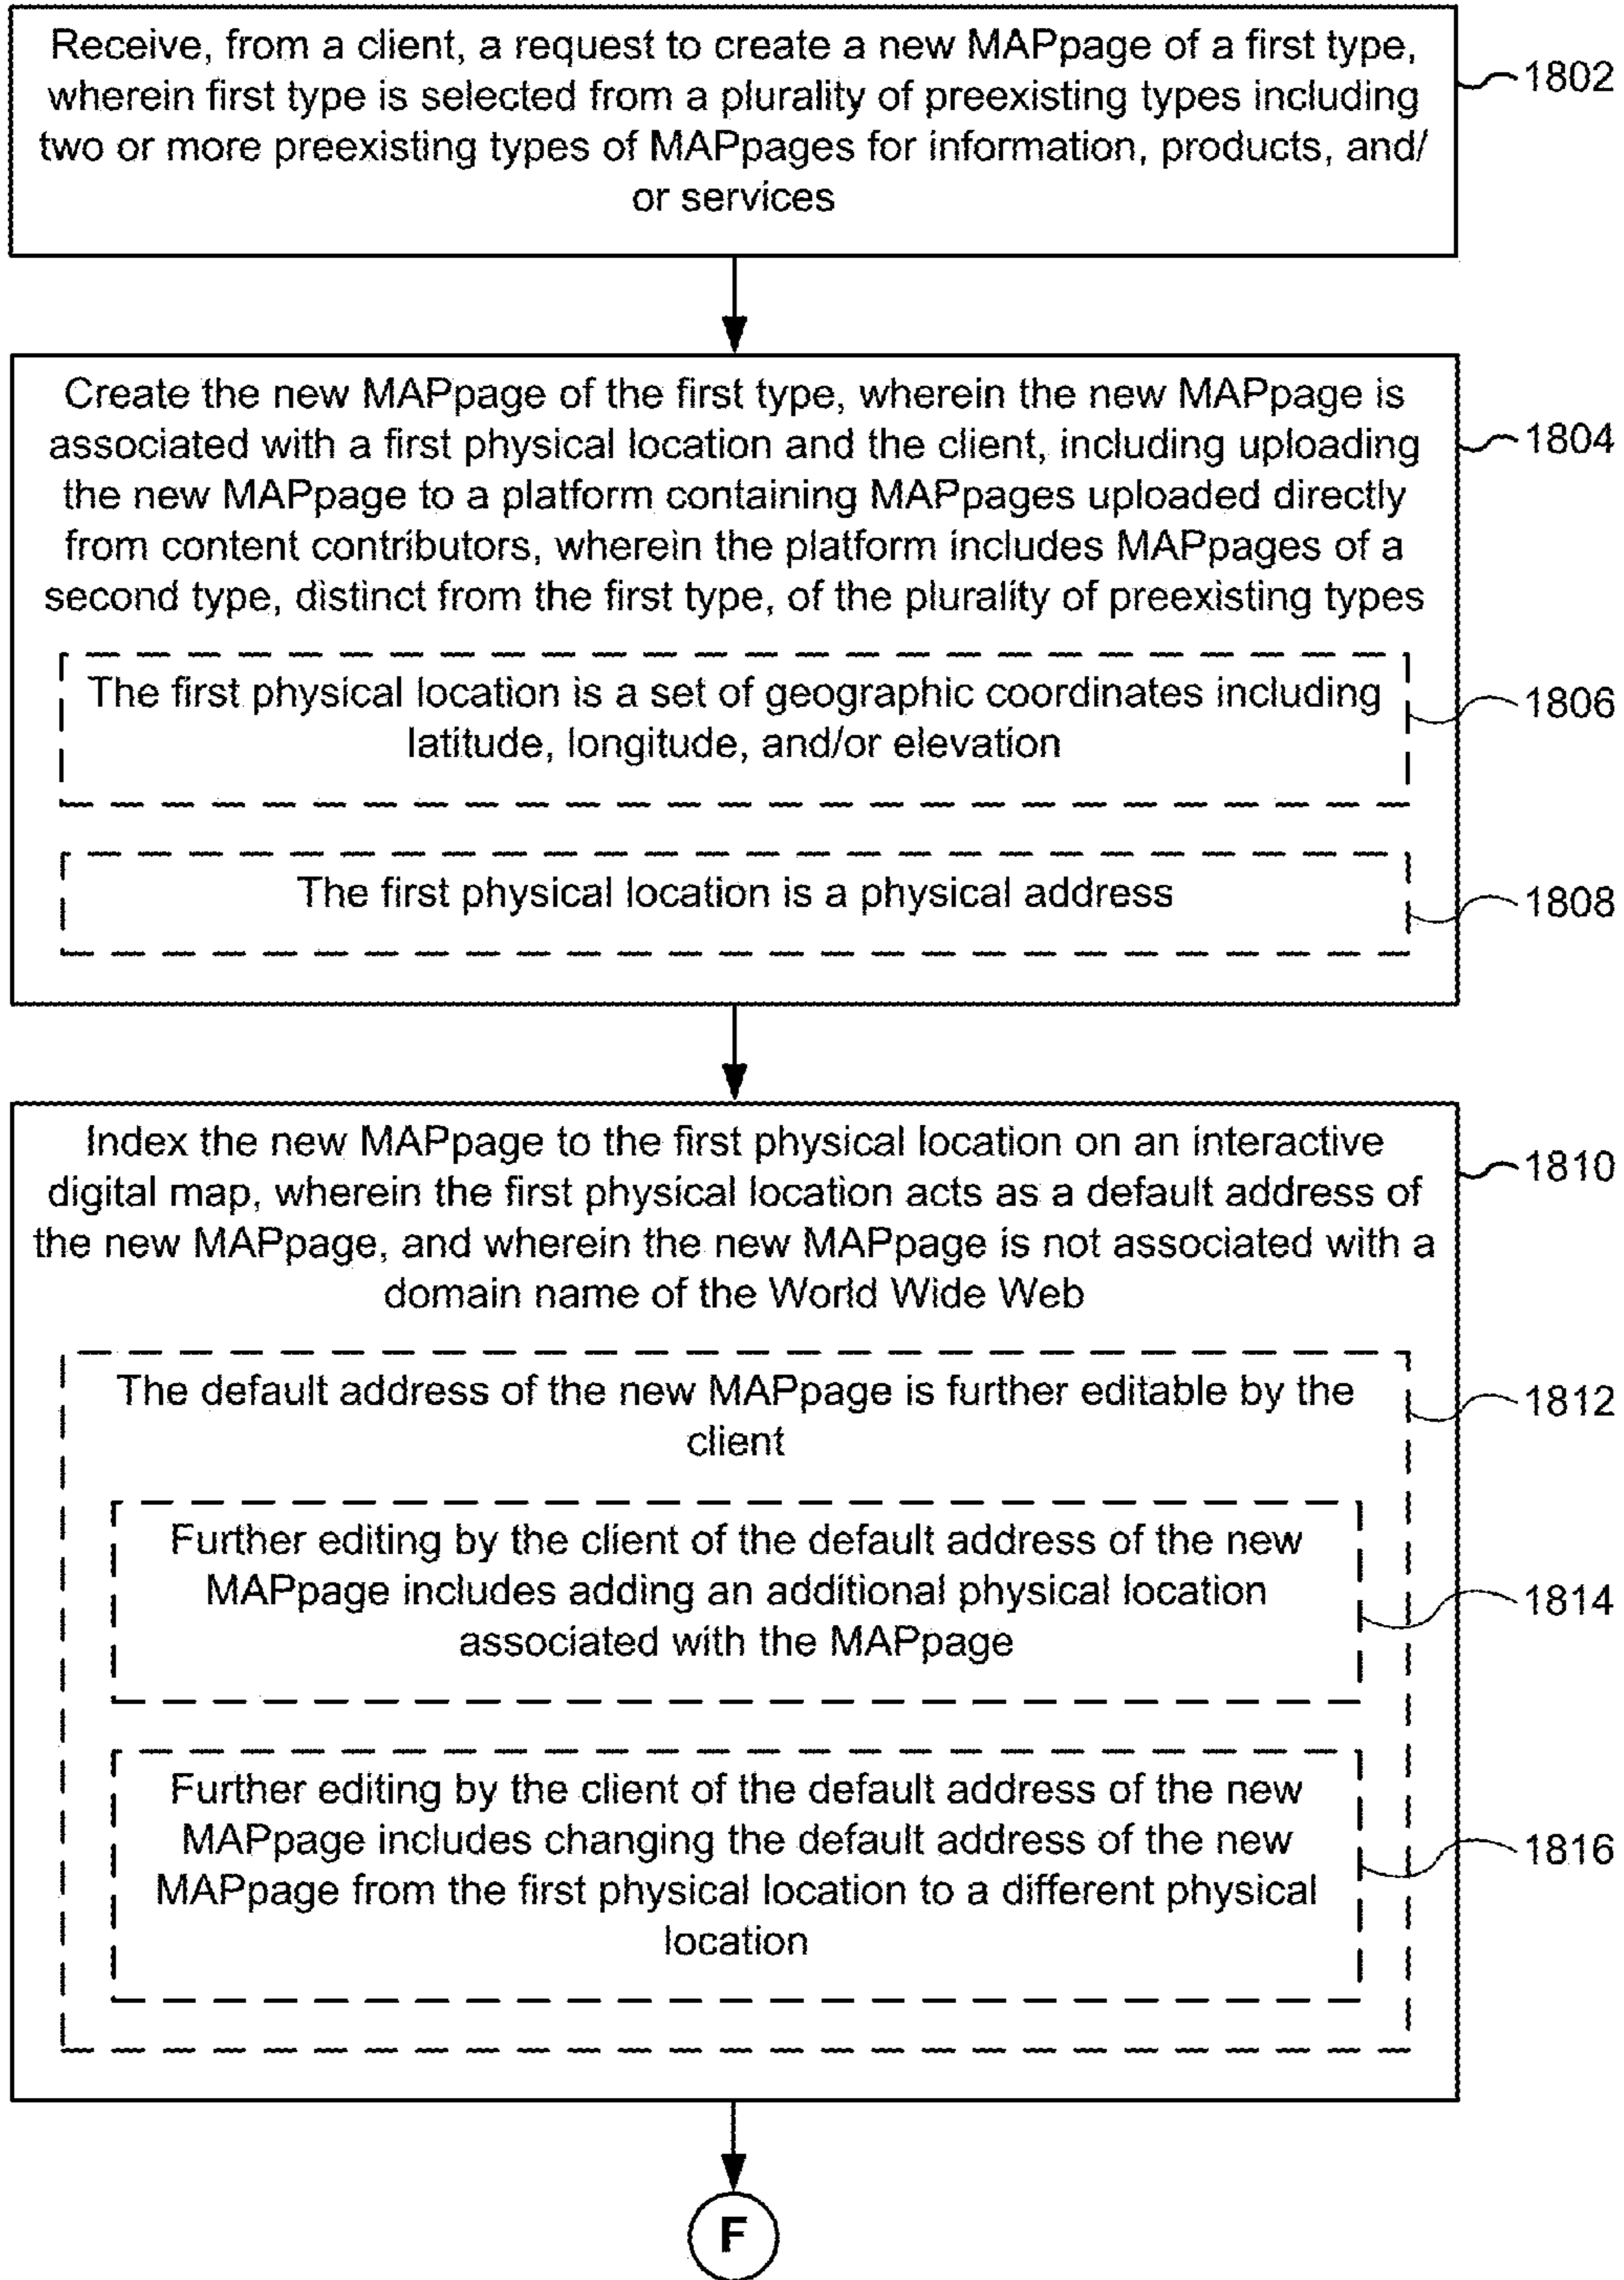 Receive, from a client, a request to create a new MAPpage of a first type,
wherein first type is selected from a plurality of preexisting types including
two or more preexisting types of MAPpages for information, products, and/
or services
1802
Create the new MAPpage of the first type, wherein the new MAPpage is
associated with a first physical location and the client, including uploading
the new MAPpage to a platform containing MAPpages uploaded directly
from content contributors, wherein the platform includes MAPpages of a
second type, distinct from the first type, of the plurality of preexisting types
1804
The first physical location is a set of geographic coordinates including
latitude, longitude, and/or elevation
1806
The first physical location is a physical address
1808
Index the new MAPpage to the first physical location on an interactive
digital map, wherein the first physical location acts as a default address of
the new MAPpage, and wherein the new MAPpage is not associated with a
domain name of the World Wide Web
1810
The default address of the new MAPpage is further editable by the
client
1812
Further editing by the client of the default address of the new
MAPpage includes adding an additional physical location
associated with the MAPpage
1814
Further editing by the client of the default address of the new
MAPpage includes changing the default address of the new
MAPpage from the first physical location to a different physical
location
1816
F